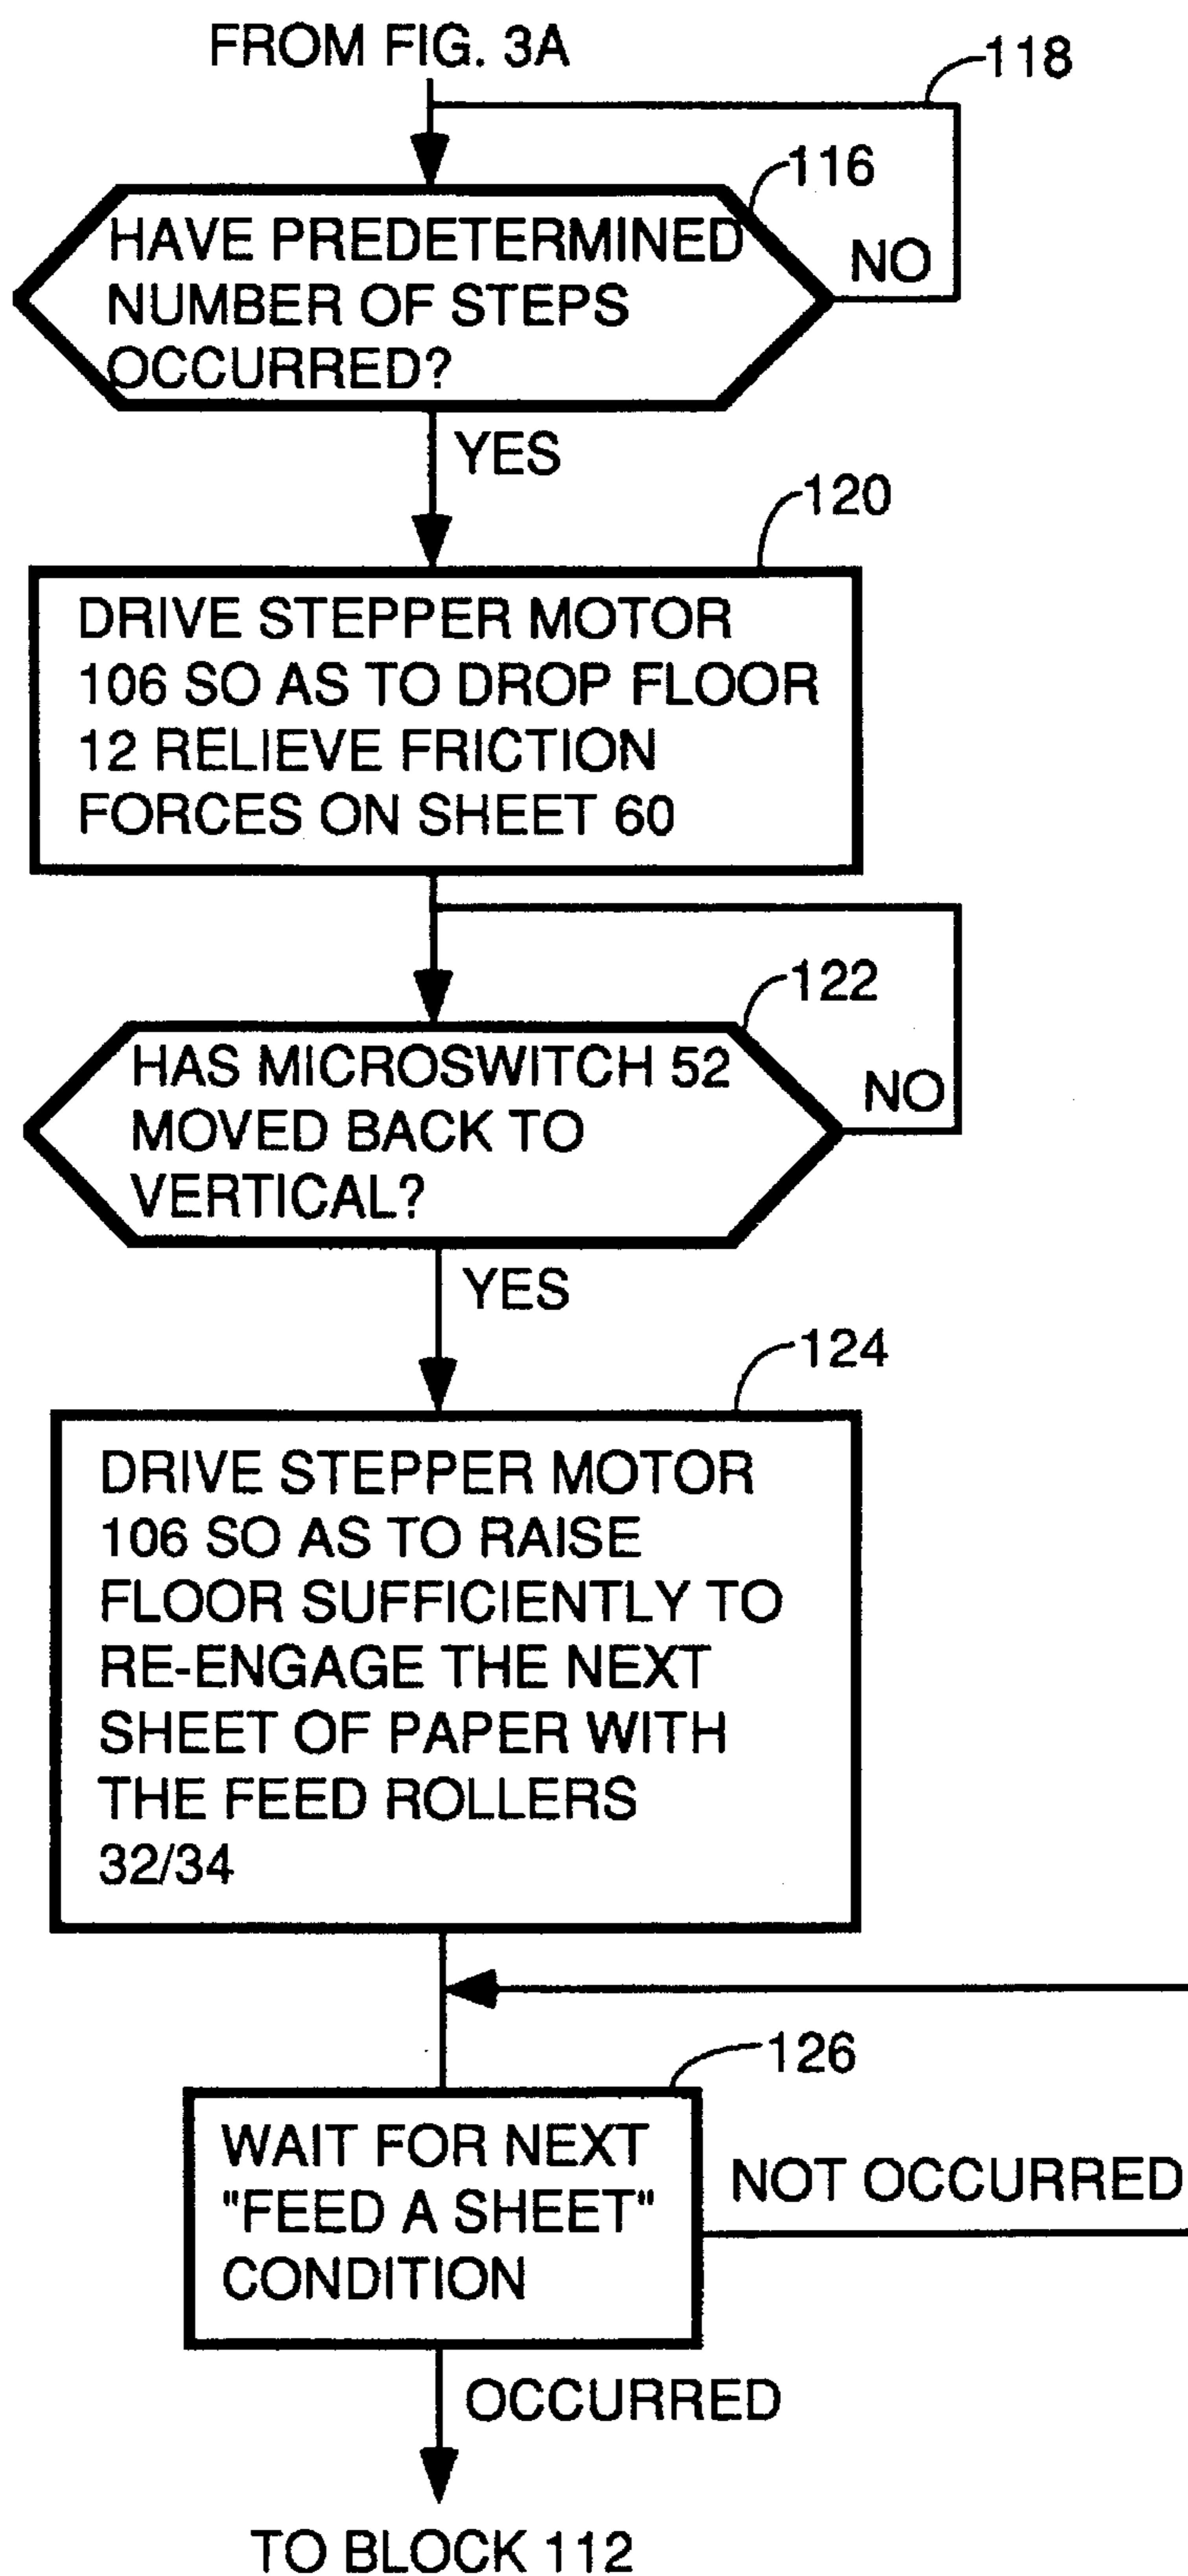 FROM FIG. 3A
118
116
HAVE PREDETERMINED
NUMBER OF STEPS
OCCURRED?
NO
YES
120
DRIVE STEPPER MOTOR
106 SO AS TO DROP FLOOR
12 RELIEVE FRICTION
FORCES ON SHEET 60
122
HAS MICROSWITCH 52
MOVED BACK TO
VERTICAL?
NO
YES
124
DRIVE STEPPER MOTOR
106 SO AS TO RAISE
FLOOR SUFFICIENTLY TO
RE-ENGAGE THE NEXT
SHEET OF PAPER WITH
THE FEED ROLLERS
32/34
126
WAIT FOR NEXT
"FEED A SHEET"
CONDITION
NOT OCCURRED
OCCURRED
TO BLOCK 112